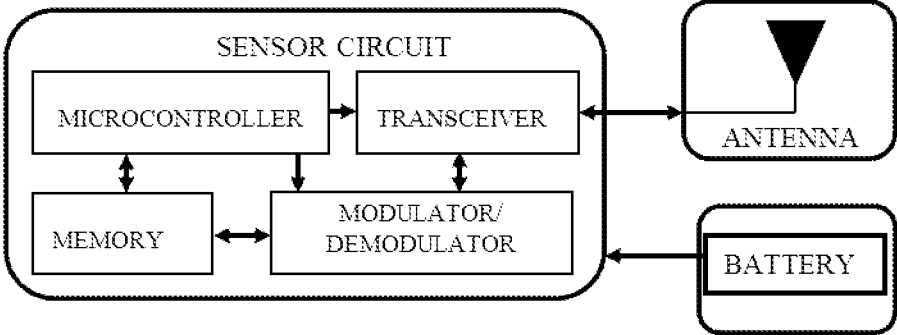 SENSOR CIRCUIT
MICROCONTROLLER
TRANSCEIVER
ANTENNA
MEMORY
MODULATOR/
DEMODULATOR
BATTERY